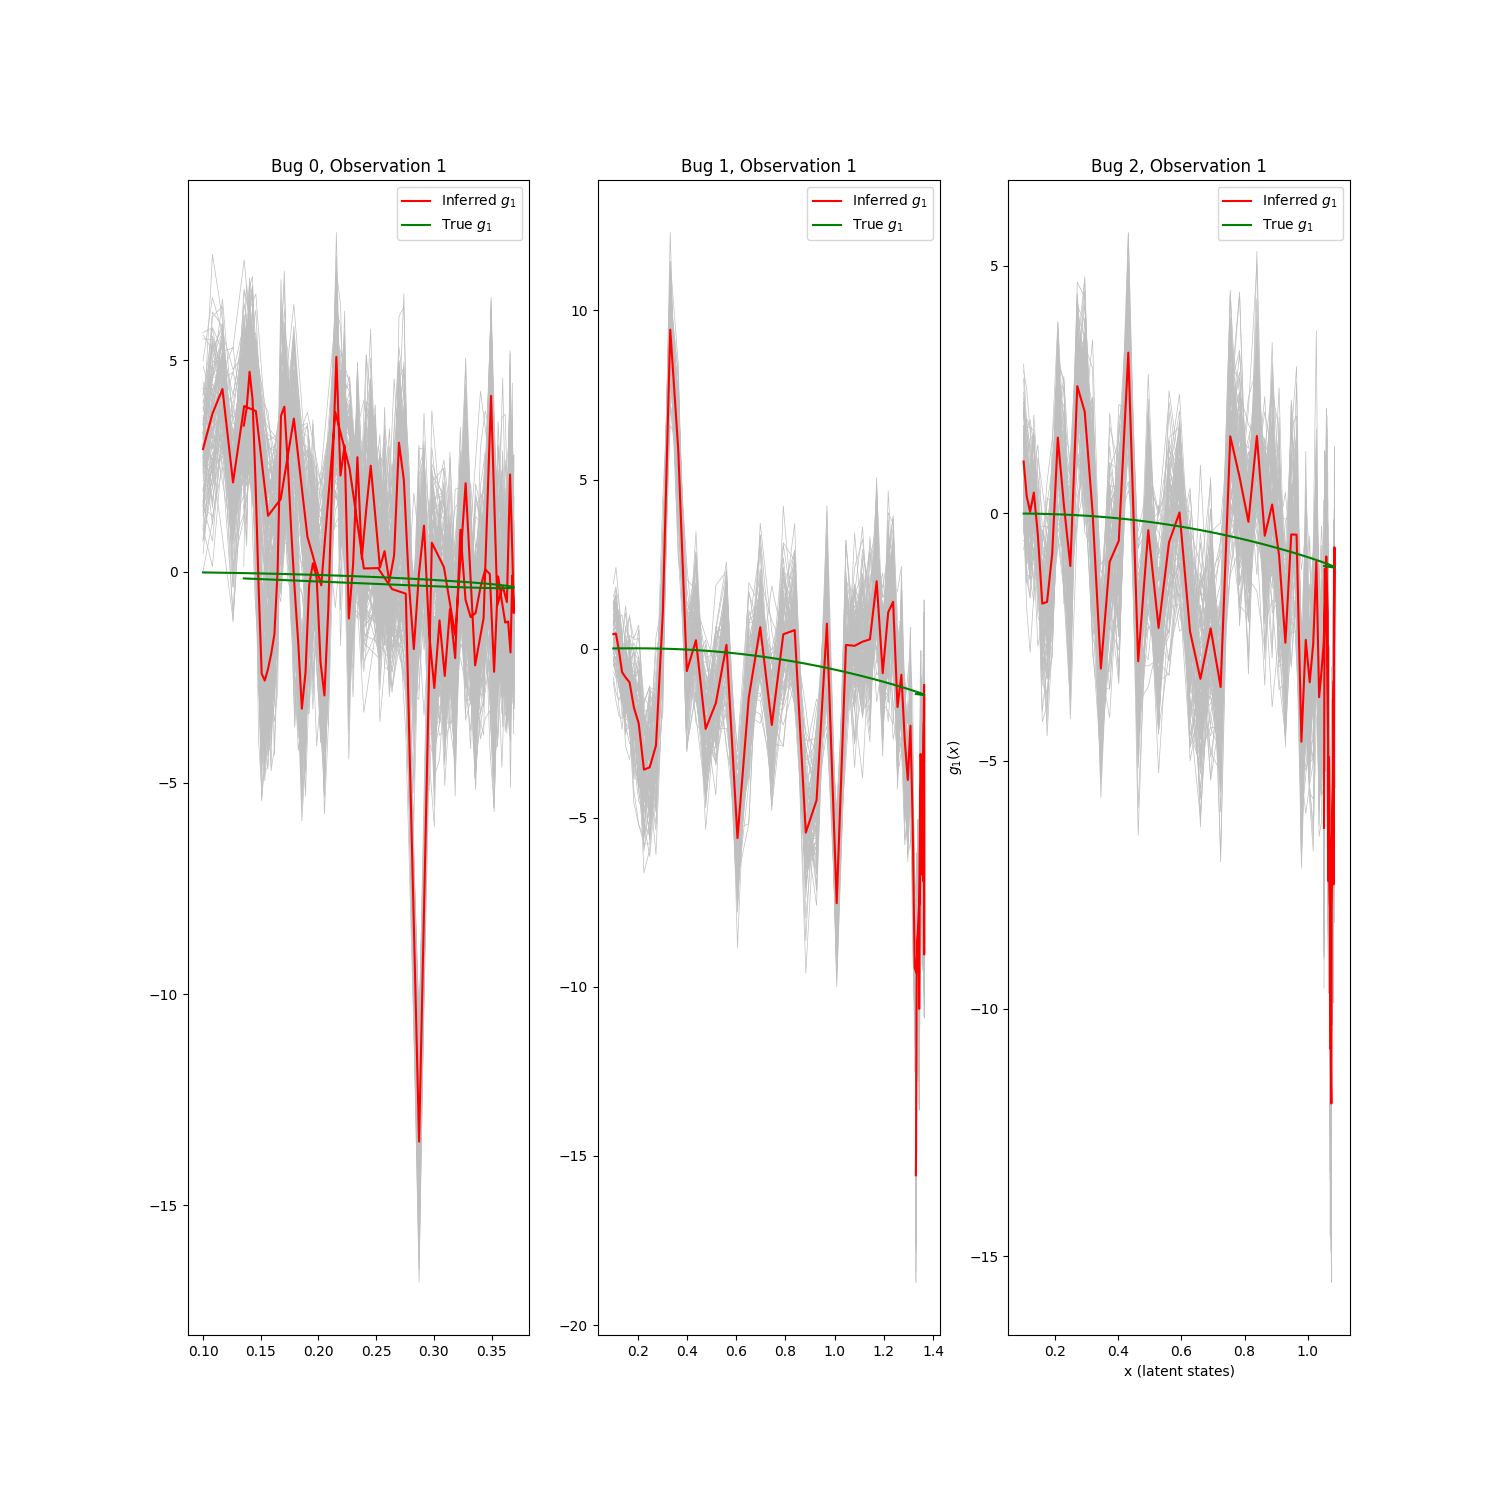 Bug 0, Observation 1
Inferred g₁
True g₁
5
0
−5
−10
−15
0.10 0.15 0.20 0.25 0.30 0.35
Bug 1, Observation 1
Inferred g₁
True g₁
10
5
0
−5
−10
−15
−20
0.2 0.4 0.6 0.8 1.0 1.2 1.4
Bug 2, Observation 1
Inferred g₁
True g₁
g₁(x)
5
0
−5
−10
−15
0.2 0.4 0.6 0.8 1.0
x (latent states)